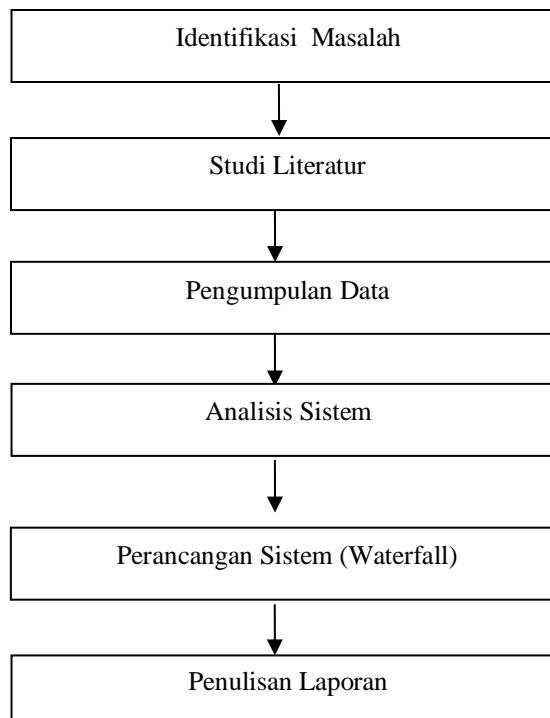 Identifikasi Masalah
Studi Literatur
Pengumpulan Data
Analisis Sistem
Perancangan Sistem (Waterfall)
Penulisan Laporan